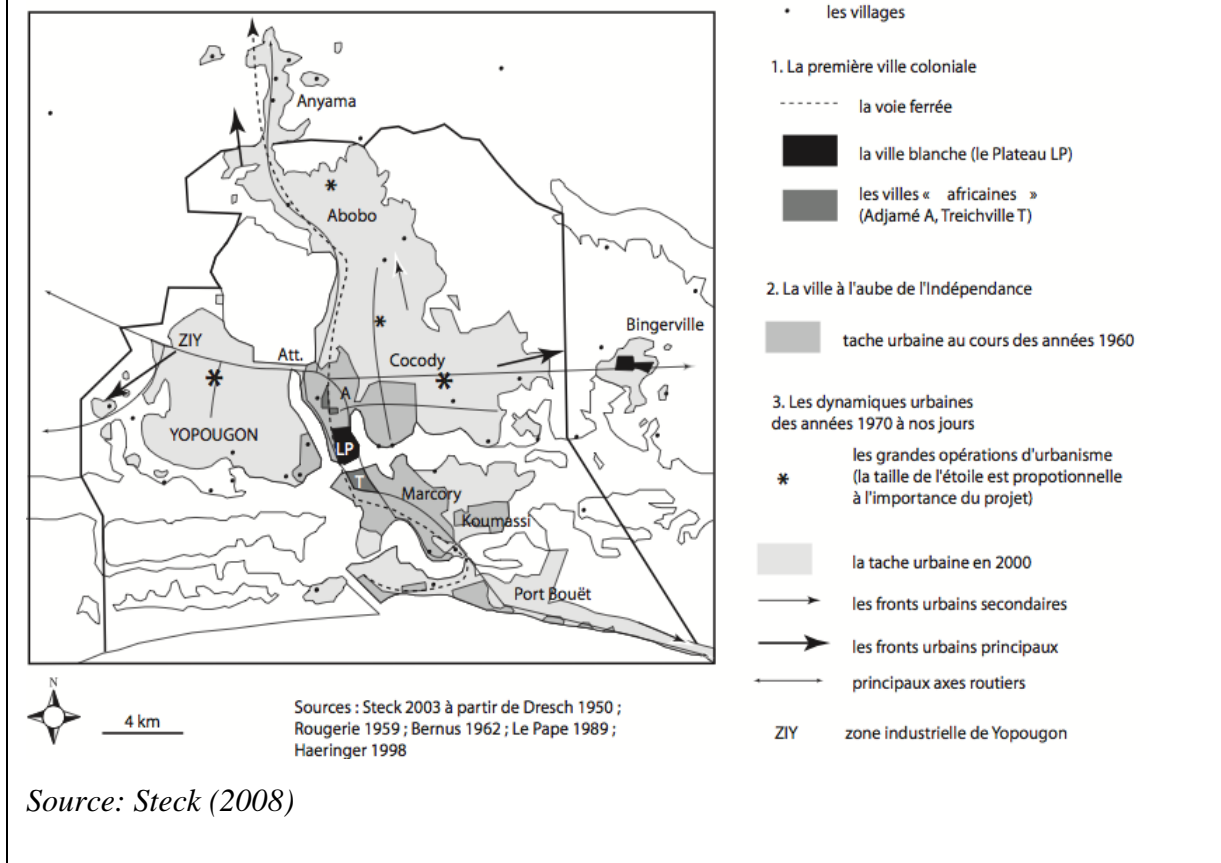 Anyama
Abobo
Bingerville
ZIY
Att.
Cocody
A
YOPOUGON
LP
T
Marcory
Koumassi
Port Bouët
N
4 km
Sources : Steck 2003 à partir de Dresch 1950 ;
Rougerie 1959 ; Bernus 1962 ; Le Pape 1989 ;
Haeringer 1998
les villages
1. La première ville coloniale
la voie ferrée
la ville blanche (le Plateau LP)
les villes « africaines »
(Adjamé A, Treichville T)
2. La ville à l'aube de l'Indépendance
tache urbaine au cours des années 1960
3. Les dynamiques urbaines
des années 1970 à nos jours
les grandes opérations d'urbanisme
(la taille de l'étoile est propotionnelle
à l'importance du projet)
la tache urbaine en 2000
les fronts urbains secondaires
les fronts urbains principaux
principaux axes routiers
ZIY zone industrielle de Yopougon
Source: Steck (2008)